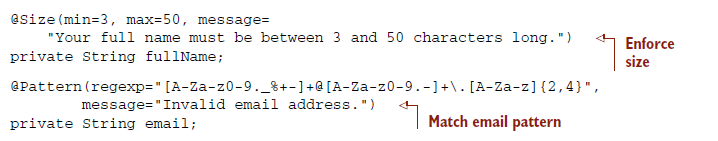 @Size(min=3, max=50, message=
"Your full name must be between 3 and 50 characters long.")
Enforce
size
private String fullName;
@Pattern(regexp="[A-Za-z0-9._%+-]+@[A-Za-z0-9.-]+\.[A-Za-z]{2,4}",
message="Invalid email address.")
Match email pattern
private String email;